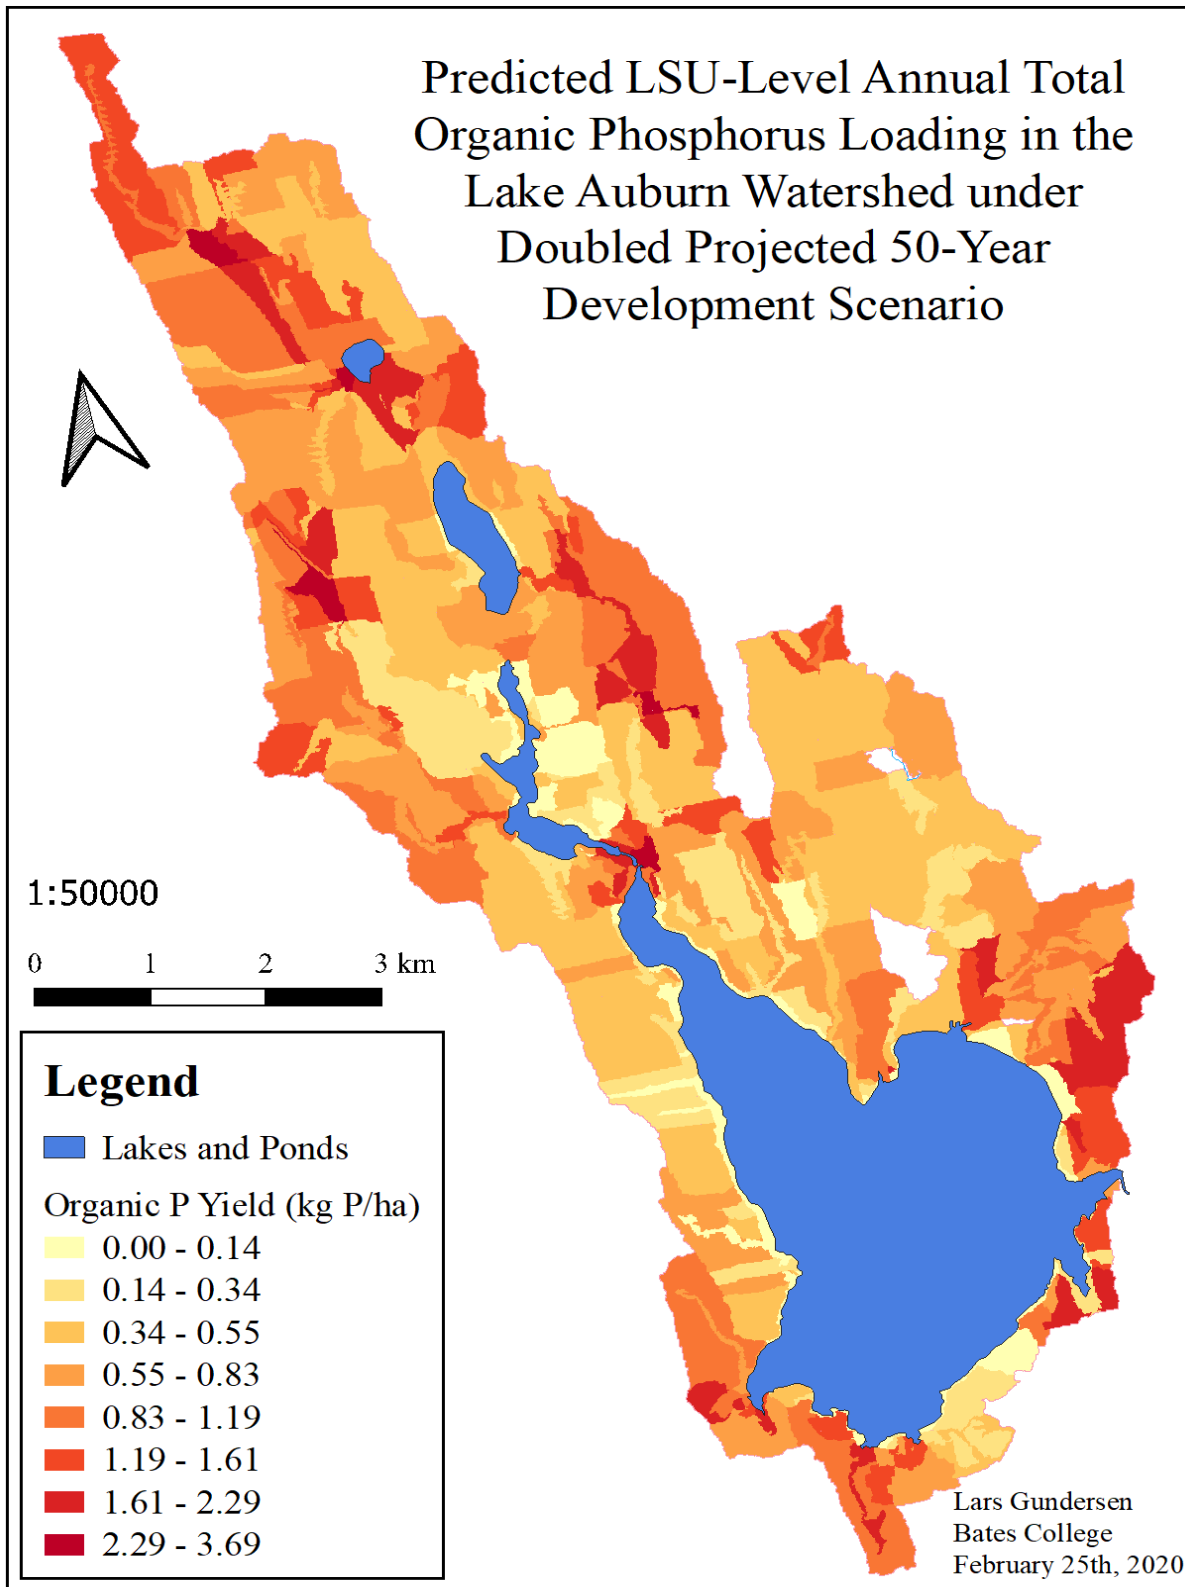 Predicted LSU-Level Annual Total
Organic Phosphorus Loading in the
Lake Auburn Watershed under
Doubled Projected 50-Year
Development Scenario
1:50000
0 1 2 3 km
Legend
Lakes and Ponds
Organic P Yield (kg P/ha)
0.00 - 0.14
0.14 - 0.34
0.34 - 0.55
0.55 - 0.83
0.83 - 1.19
1.19 - 1.61
1.61 - 2.29
2.29 - 3.69
Lars Gundersen
Bates College
February 25th, 2020